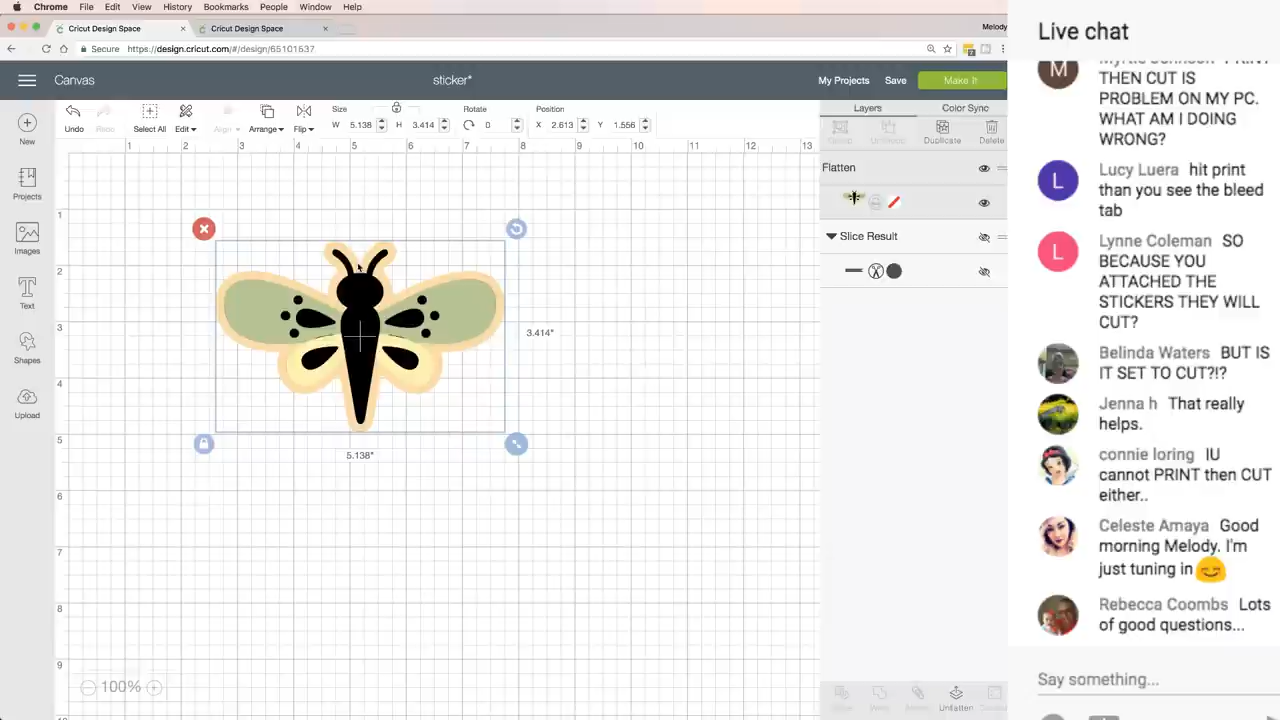 Chrome File Edit View History Bookmarks People Window Help
Cricut Design Space × Cricut Design Space × Melody
Secure https://design.cricut.com/#/design/65101537
Canvas sticker* My Projects Save Make It
Size Rotate Position Layers Color Sync
W 5.138 H 3.414 0 X 2.613 Y 1.556
Undo Redo Select All Edit Align Arrange Flip Duplicate Delete
1 2 3 4 5 6 7 8 9 10 11 12 13
New
Projects
Images
Text
Shapes
Upload
1
2
3
4
5
6
7
8
9
3.414"
5.138"
100%
Flatten
Slice Result
Unflatten
Live chat
THEN CUT IS
PROBLEM ON MY PC.
WHAT AM I DOING
WRONG?
L Lucy Luera hit print
than you see the bleed
tab
L Lynne Coleman SO
BECAUSE YOU
ATTACHED THE
STICKERS THEY WILL
CUT?
Belinda Waters BUT IS
IT SET TO CUT?!?
Jenna h That really
helps.
connie loring IU
cannot PRINT then CUT
either..
Celeste Amaya Good
morning Melody. I'm
just tuning in 😊
Rebecca Coombs Lots
of good questions...
Say something...